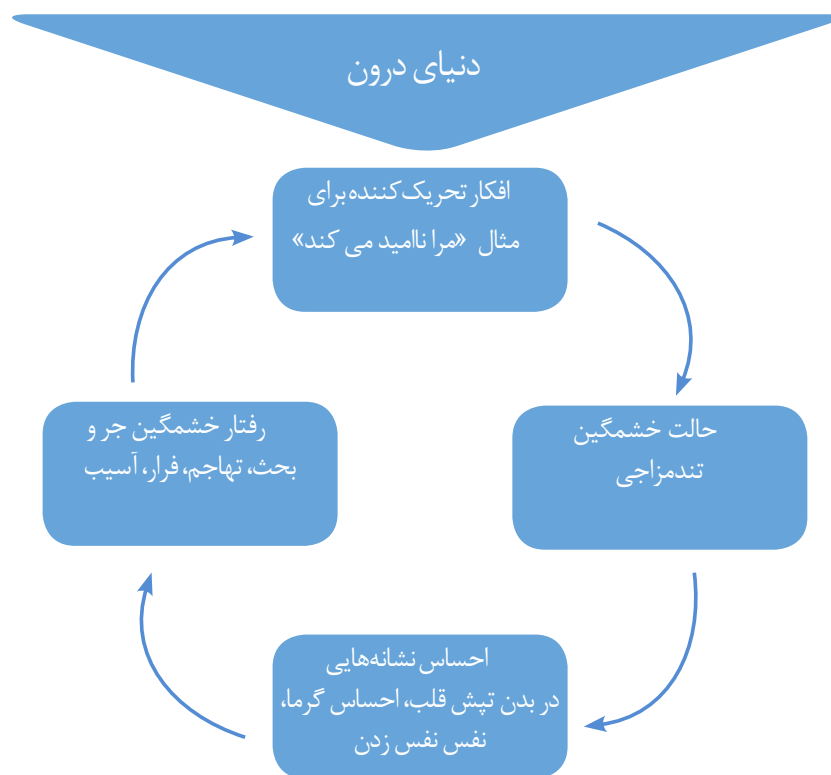 دنیای درون
افکار تحریک‌کننده برای
مثال «مرا ناامید می کند»
حالت خشمگین
تندمزاجی
احساس نشانه‌هایی
در بدن تپش قلب، احساس گرما،
نفس نفس زدن
رفتار خشمگین جر و
بحث، تهاجم، فرار، آسیب